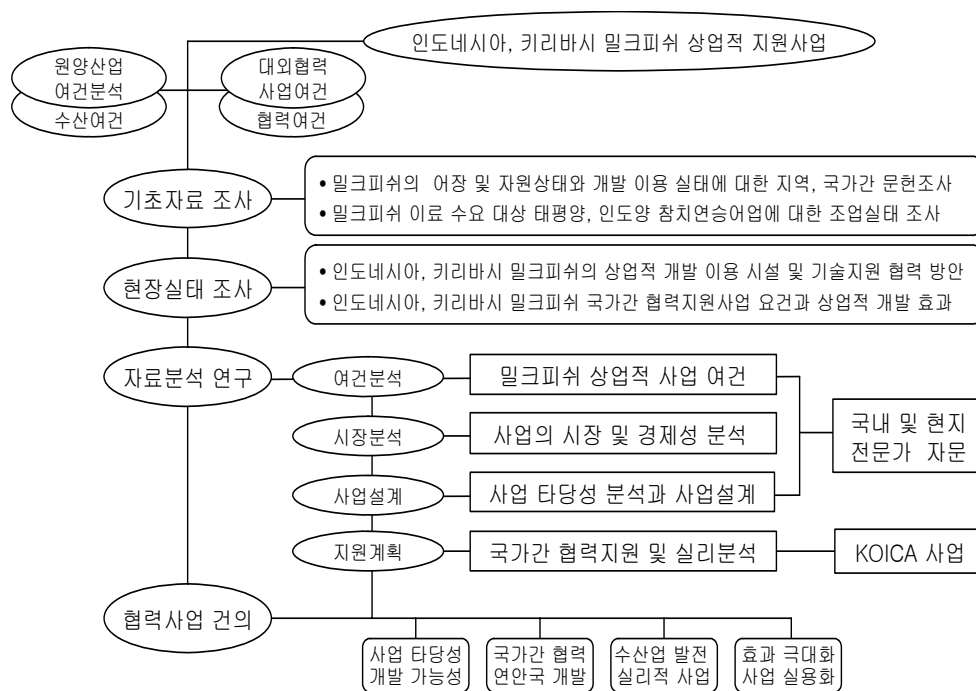 인도네시아, 키리바시 밀크피쉬 상업적 지원사업
원양산업
여건분석
수산여건
대외협력
사업여건
협력여건
기초자료 조사
• 밀크피쉬의 어장 및 자원상태와 개발 이용 실태에 대한 지역, 국가간 문헌조사
• 밀크피쉬 이료 수요 대상 태평양, 인도양 참치연승어업에 대한 조업실태 조사
현장실태 조사
• 인도네시아, 키리바시 밀크피쉬의 상업적 개발 이용 시설 및 기술지원 협력 방안
• 인도네시아, 키리바시 밀크피쉬 국가간 협력지원사업 요건과 상업적 개발 효과
자료분석 연구
여건분석
밀크피쉬 상업적 사업 여건
시장분석
사업의 시장 및 경제성 분석
국내 및 현지
전문가 자문
사업설계
사업 타당성 분석과 사업설계
지원계획
국가간 협력지원 및 실리분석
KOICA 사업
협력사업 건의
사업 타당성
개발 가능성
국가간 협력
연안국 개발
수산업 발전
실리적 사업
효과 극대화
사업 실용화